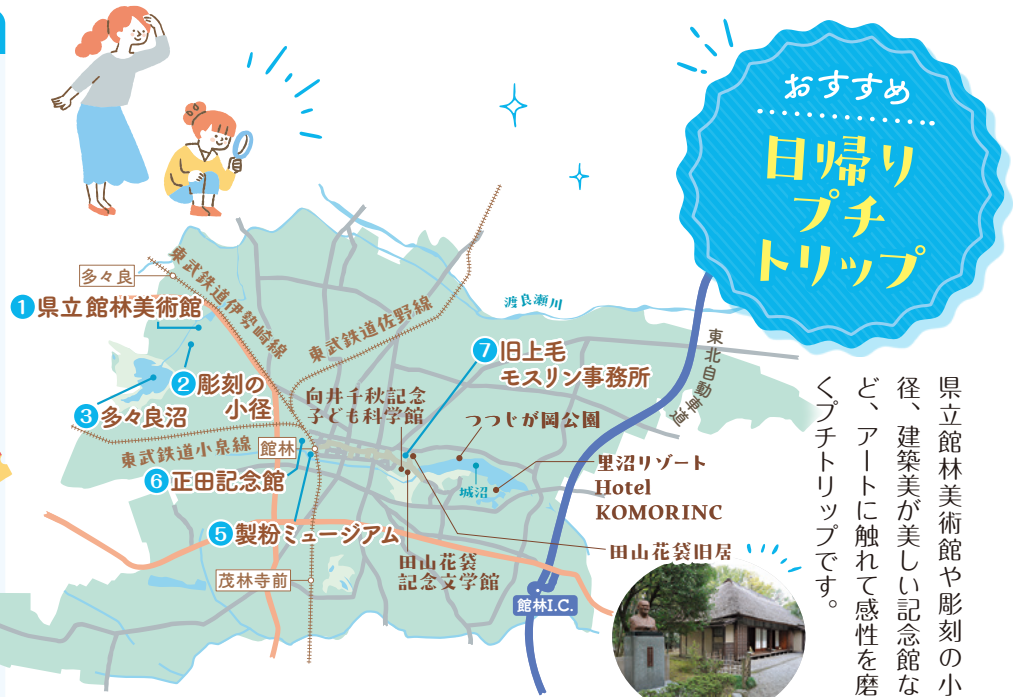 おすすめ
日帰り
プチ
トリップ
県立館林美術館や彫刻の小
径、建築美が美しい記念館な
ど、アートに触れて感性を磨
くプチトリップです。
多々良
東武鉄道伊勢崎線
1 県立館林美術館
東武鉄道佐野線
渡良瀬川
東北自動車道
2 彫刻の
小径
3 多々良沼
7 旧上毛
モスリン事務所
向井千秋記念
子ども科学館
つつじが岡公園
東武鉄道小泉線
館林
6 正田記念館
城沼
里沼リゾート
Hotel
KOMORINC
5 製粉ミュージアム
田山花袋
記念文学館
田山花袋旧居
茂林寺前
館林I.C.